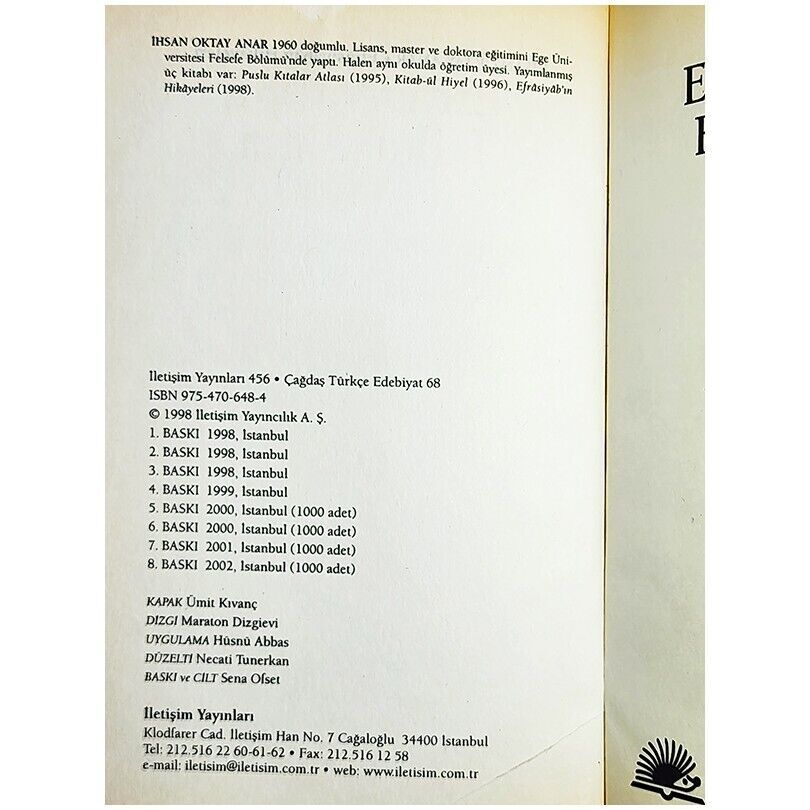 İHSAN OKTAY ANAR 1960 doğumlu. Lisans, master ve doktora eğitimini Ege Üni-
versitesi Felsefe Bölümü'nde yaptı. Halen aynı okulda öğretim üyesi. Yayımlanmış
üç kitabı var: Puslu Kıtalar Atlası (1995), Kitab-ül Hiyel (1996), Efrâsiyâb'ın
Hikâyeleri (1998).
İletişim Yayınları 456 • Çağdaş Türkçe Edebiyat 68
ISBN 975-470-648-4
© 1998 İletişim Yayıncılık A. Ş.
1. BASKI 1998, İstanbul
2. BASKI 1998, İstanbul
3. BASKI 1998, İstanbul
4. BASKI 1999, İstanbul
5. BASKI 2000, İstanbul (1000 adet)
6. BASKI 2000, İstanbul (1000 adet)
7. BASKI 2001, İstanbul (1000 adet)
8. BASKI 2002, İstanbul (1000 adet)
KAPAK Ümit Kıvanç
DİZGİ Maraton Dizgievi
UYGULAMA Hüsnü Abbas
DÜZELTİ Necati Tunerkan
BASKI ve CİLT Sena Ofset
İletişim Yayınları
Klodfarer Cad. İletişim Han No. 7 Cağaloğlu 34400 İstanbul
Tel: 212.516 22 60-61-62 • Fax: 212.516 12 58
e-mail: iletisim@iletisim.com.tr • web: www.iletisim.com.tr
E